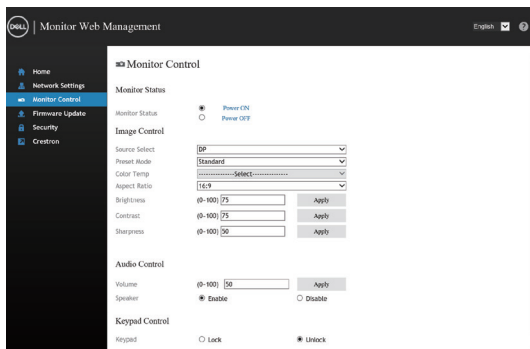 DELL | Monitor Web Management
English
?
Home
Network Settings
Monitor Control
Firmware Update
Security
Crestron
Monitor Control
Monitor Status
Monitor Status
Power ON
Power OFF
Image Control
Source Select DP
Preset Mode Standard
Color Temp ---------------Select---------------
Aspect Ratio 16:9
Brightness (0-100) 75 Apply
Contrast (0-100) 75 Apply
Sharpness (0-100) 50 Apply
Audio Control
Volume (0-100) 50 Apply
Speaker Enable Disable
Keypad Control
Keypad Lock Unlock